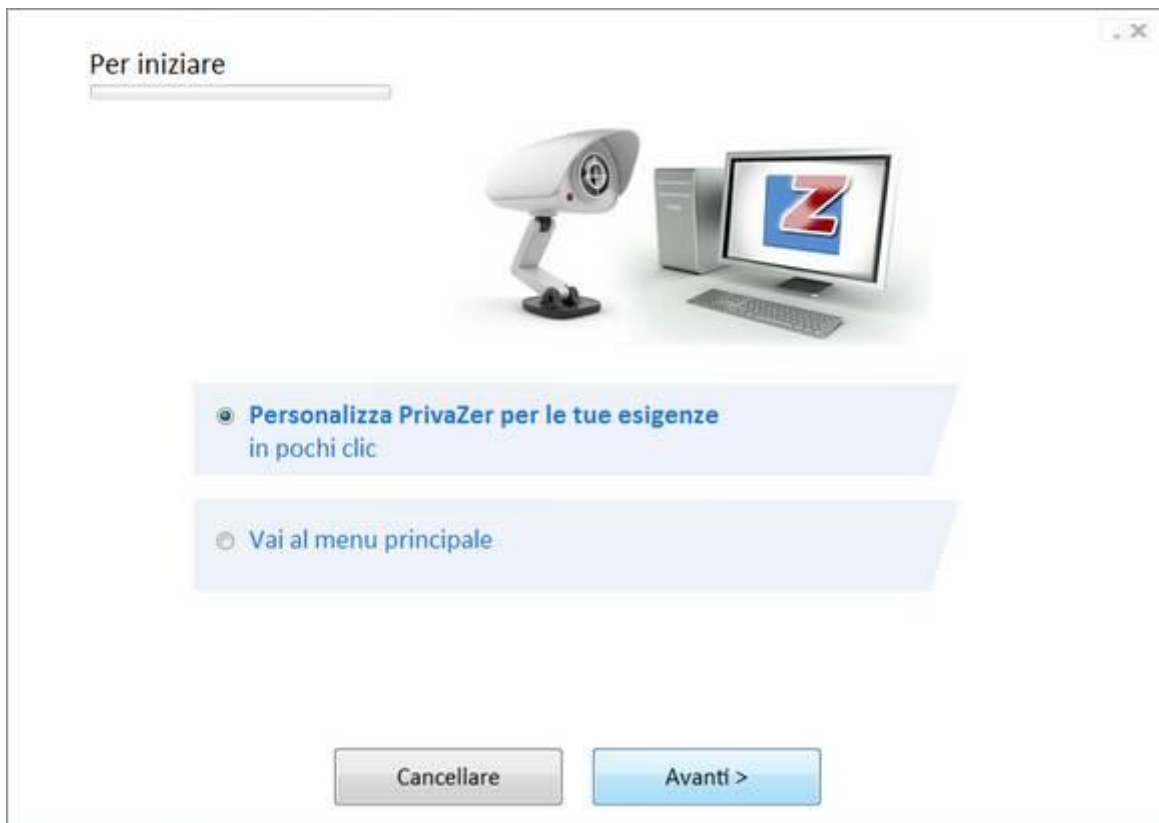 Per iniziare
Z
Personalizza PrivaZer per le tue esigenze
in pochi clic
Vai al menu principale
Cancellare
Avanti >